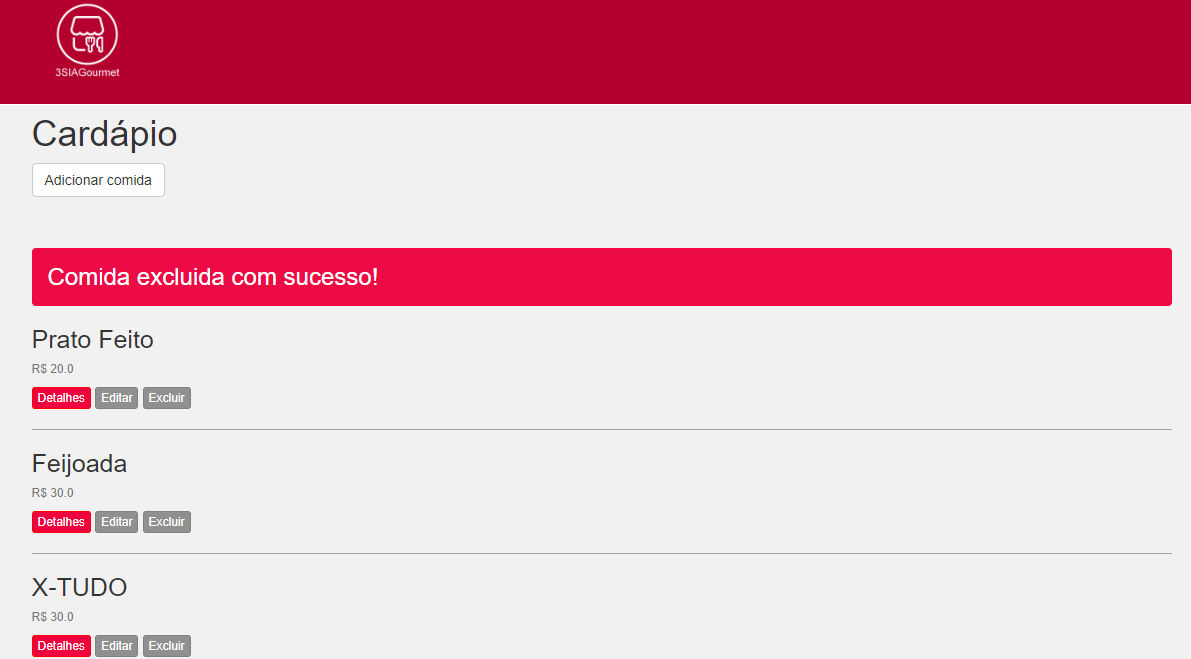 3SIAGourmet
Cardápio
Adicionar comida
Comida excluida com sucesso!
Prato Feito
R$ 20.0
Detalhes Editar Excluir
Feijoada
R$ 30.0
Detalhes Editar Excluir
X-TUDO
R$ 30.0
Detalhes Editar Excluir